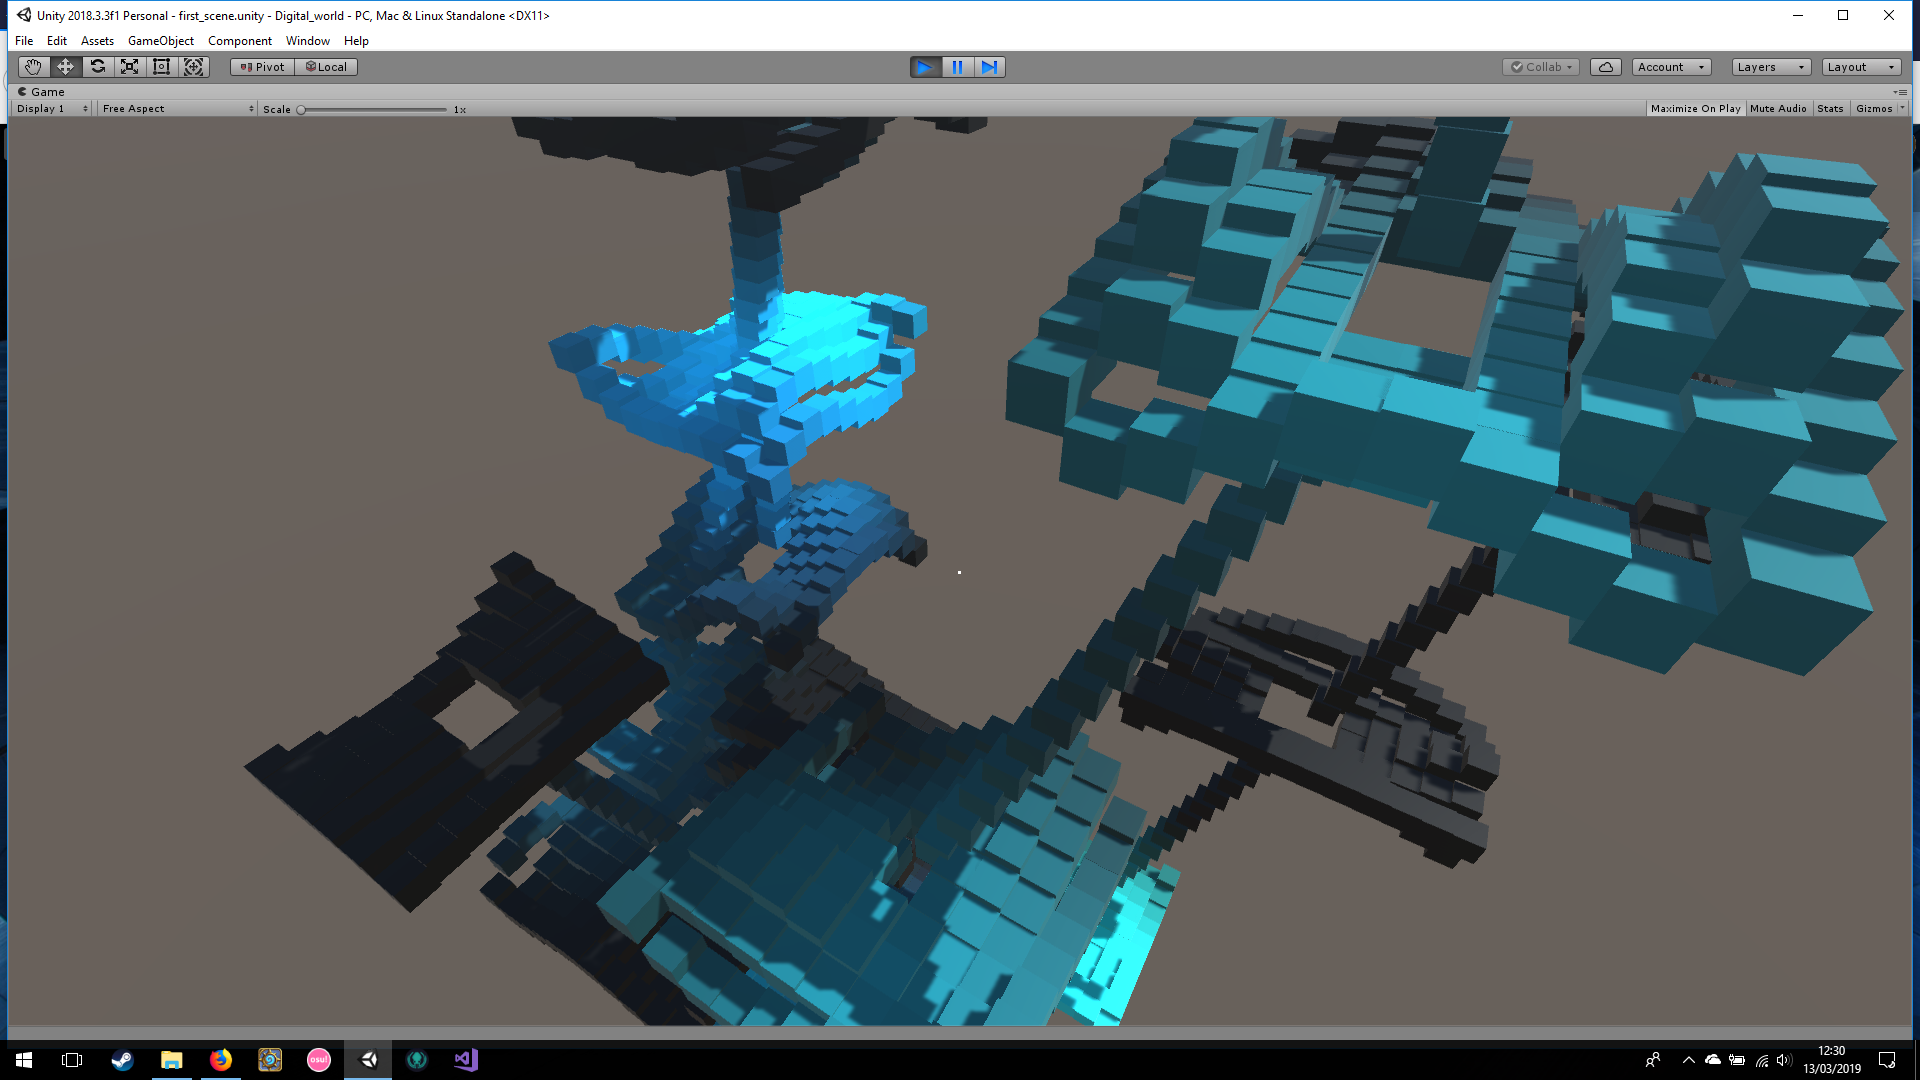 Unity 2018.3.3f1 Personal - first_scene.unity - Digital_world - PC, Mac & Linux Standalone <DX11>
File Edit Assets GameObject Component Window Help
Pivot Local Collab Account Layers Layout
Game
Display 1 Free Aspect Scale 1x Maximize On Play Mute Audio Stats Gizmos
osu!
12:30
13/03/2019